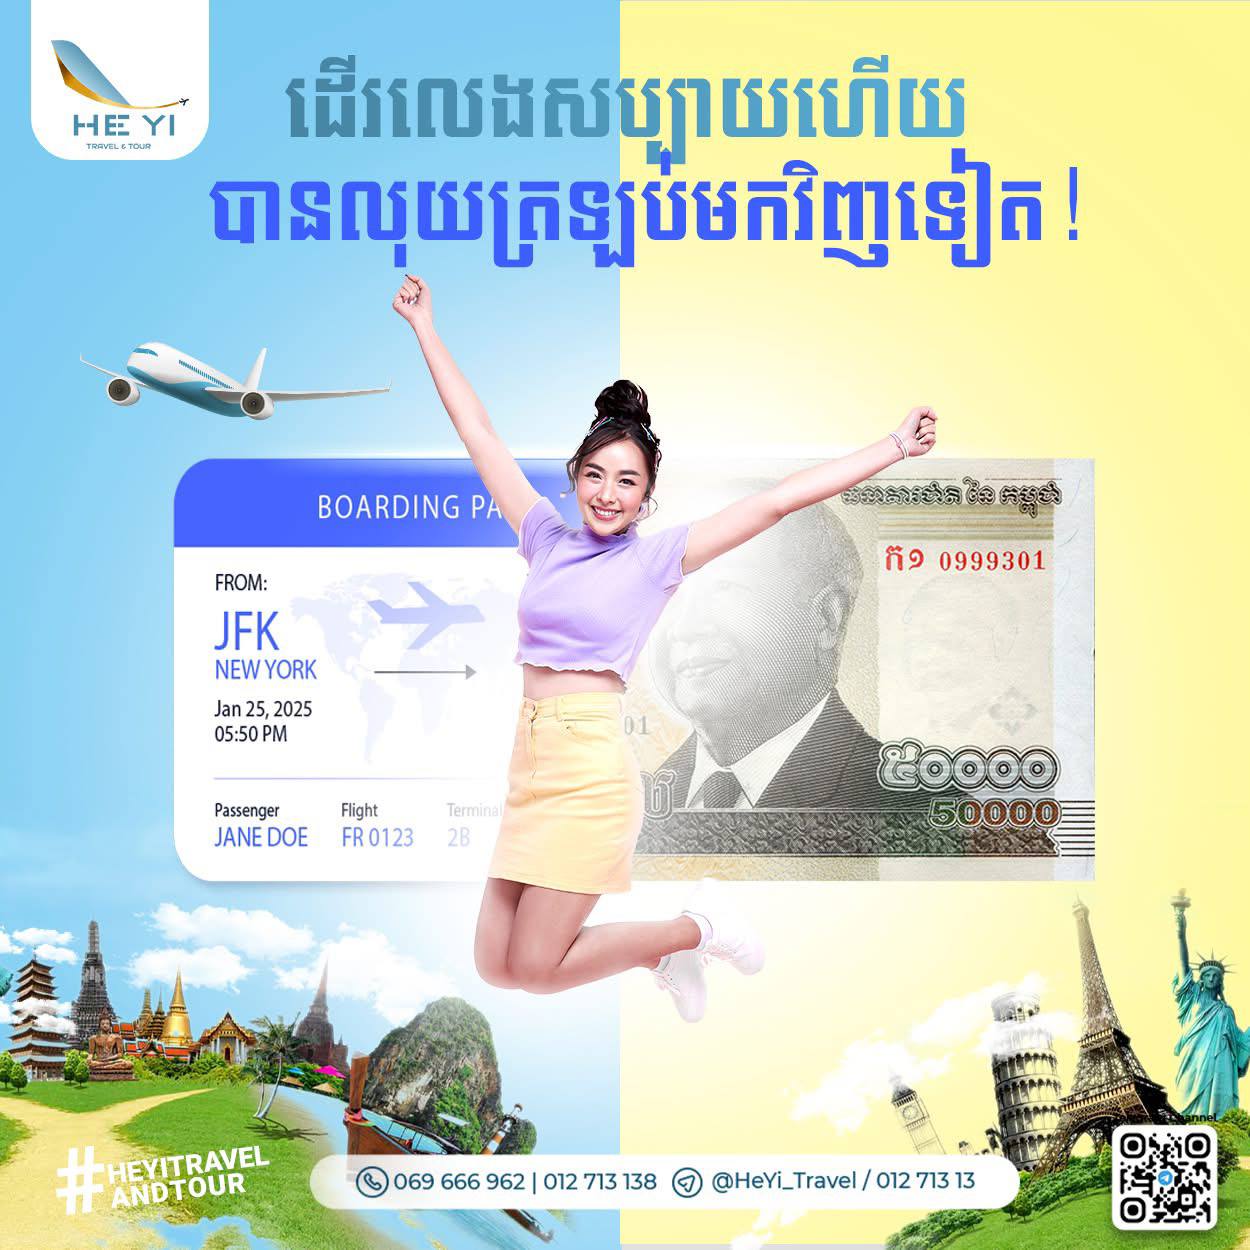 HE YI
TRAVEL & TOUR
ដើរលេងសប្បាយហើយ
បានលុយត្រឡប់មកវិញទៀត !
BOARDING PA
FROM:
JFK
NEW YORK
Jan 25, 2025
05:50 PM
Passenger
Flight
Terminal
JANE DOE
FR 0123
2B
ធនាគារជាតិ នៃ កម្ពុជា
ក១ 0999301
01
៥០០០០
50000
#HEYITRAVEL
ANDTOUR
069 666 962 | 012 713 138
@HeYi_Travel / 012 713 13
Channel